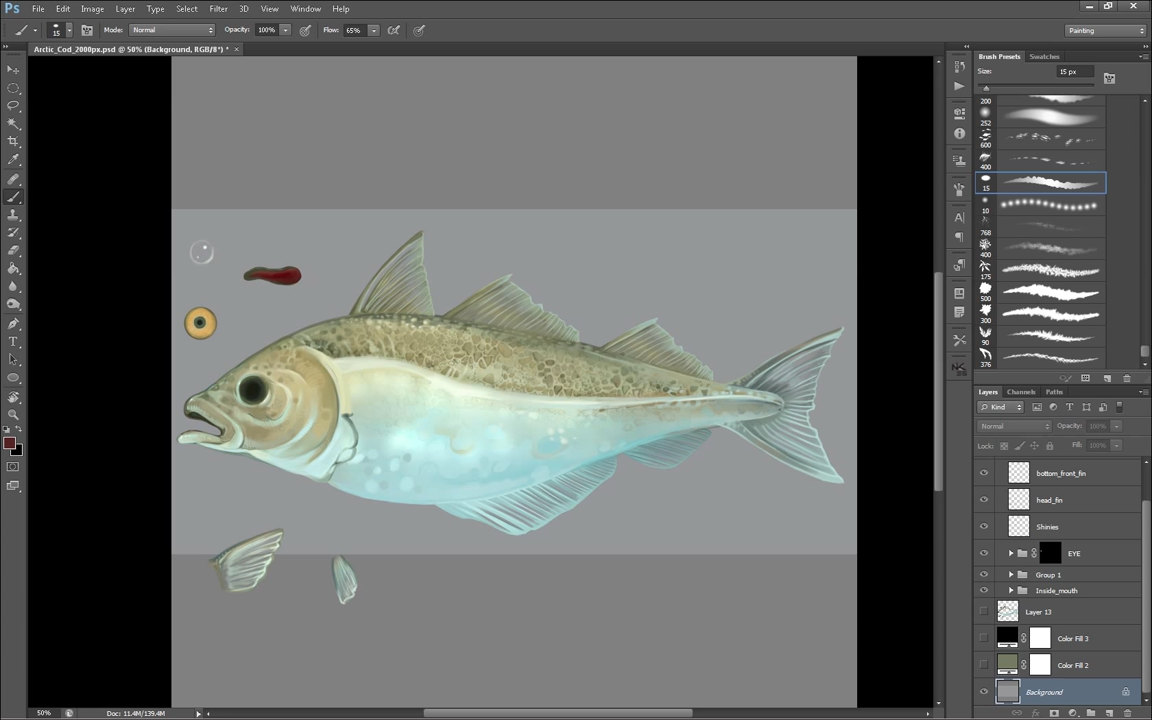 Ps File Edit Image Layer Type Select Filter 3D View Window Help
15 Mode: Normal Opacity: 100% Flow: 65% Painting
Arctic_Cod_2000px.psd @ 50% (Background, RGB/8*) * ×
Brush Presets Swatches
Size: 15 px
200
252
600
400
15
10
768
400
175
500
300
90
376
Layers Channels Paths
Kind
Normal Opacity: 100%
Lock: Fill: 100%
bottom_front_fin
head_fin
Shinies
EYE
Group 1
Inside_mouth
Layer 13
Color Fill 3
Color Fill 2
Background
50% Doc: 11.4M/139.4M